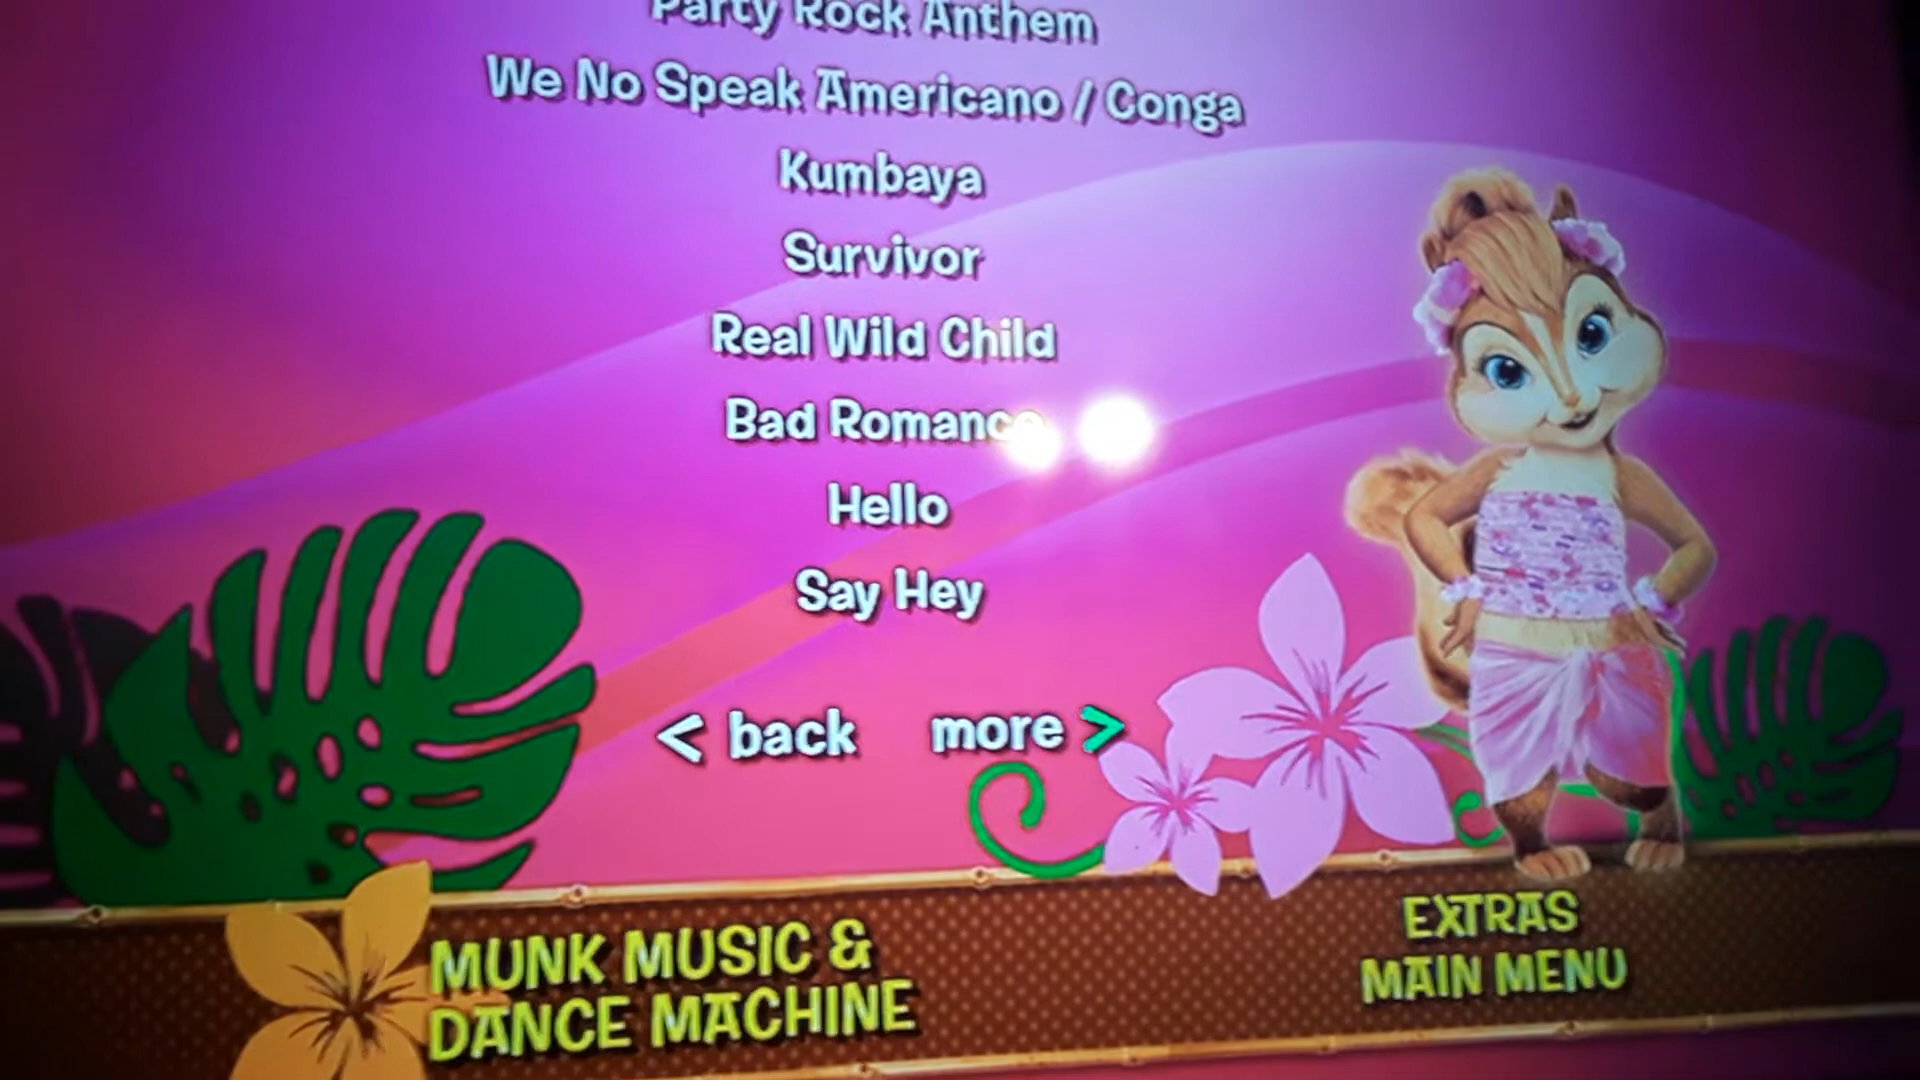 Party Rock Anthem
We No Speak Americano / Conga
Kumbaya
Survivor
Real Wild Child
Bad Romance
Hello
Say Hey
< back more >
MUNK MUSIC &
DANCE MACHINE
EXTRAS
MAIN MENU